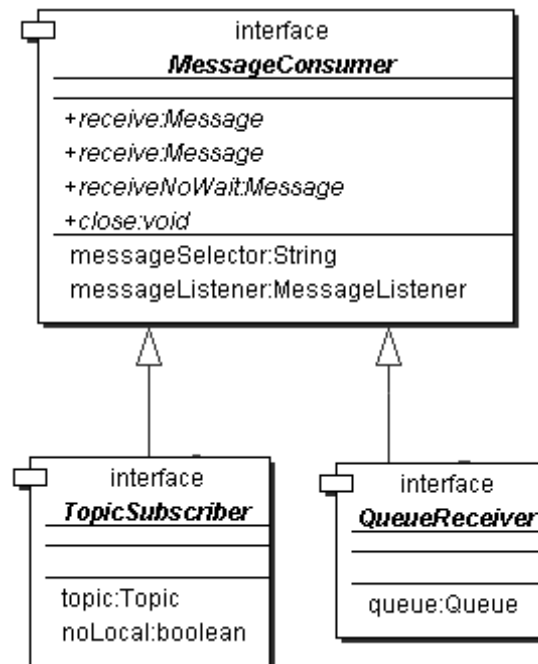 interface
MessageConsumer
+receive:Message
+receive:Message
+receiveNoWait:Message
+close:void
messageSelector:String
messageListener:MessageListener
interface
TopicSubscriber
topic:Topic
noLocal:boolean
interface
QueueReceiver
queue:Queue